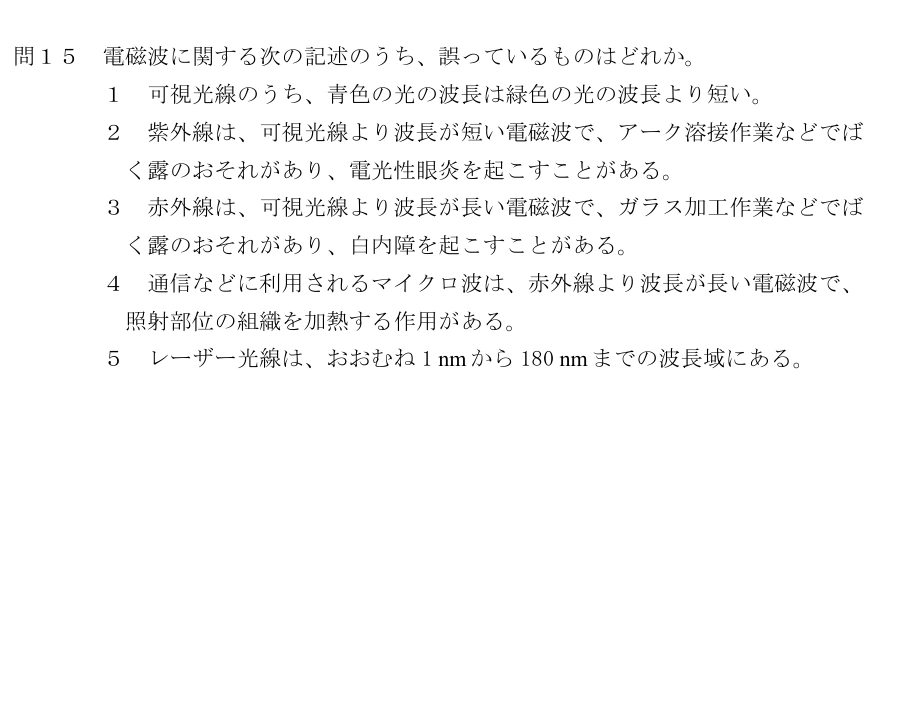 問１５　電磁波に関する次の記述のうち、誤っているものはどれか。
１　可視光線のうち、青色の光の波長は緑色の光の波長より短い。
２　紫外線は、可視光線より波長が短い電磁波で、アーク溶接作業などでば
く露のおそれがあり、電光性眼炎を起こすことがある。
３　赤外線は、可視光線より波長が長い電磁波で、ガラス加工作業などでば
く露のおそれがあり、白内障を起こすことがある。
４　通信などに利用されるマイクロ波は、赤外線より波長が長い電磁波で、
照射部位の組織を加熱する作用がある。
５　レーザー光線は、おおむね 1 nm から 180 nm までの波長域にある。